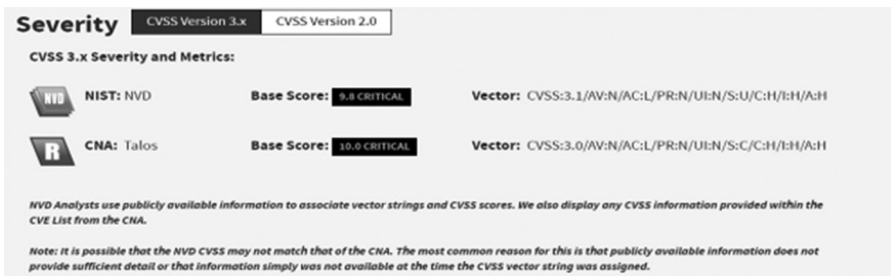 Severity CVSS Version 3.x CVSS Version 2.0
CVSS 3.x Severity and Metrics:
NVD NIST: NVD Base Score: 9.8 CRITICAL Vector: CVSS:3.1/AV:N/AC:L/PR:N/UI:N/S:U/C:H/I:H/A:H
R CNA: Talos Base Score: 10.0 CRITICAL Vector: CVSS:3.0/AV:N/AC:L/PR:N/UI:N/S:C/C:H/I:H/A:H
NVD Analysts use publicly available information to associate vector strings and CVSS scores. We also display any CVSS information provided within the
CVE List from the CNA.
Note: It is possible that the NVD CVSS may not match that of the CNA. The most common reason for this is that publicly available information does not
provide sufficient detail or that information simply was not available at the time the CVSS vector string was assigned.